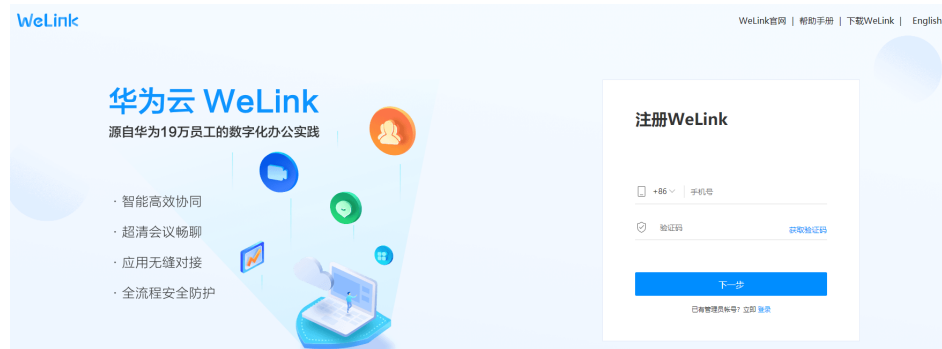 WeLink
WeLink官网 | 帮助手册 | 下载WeLink | English
华为云 WeLink
源自华为19万员工的数字化办公实践
· 智能高效协同
· 超清会议畅聊
· 应用无缝对接
· 全流程安全防护
注册WeLink
+86 手机号
验证码 获取验证码
下一步
已有管理员帐号? 立即 登录